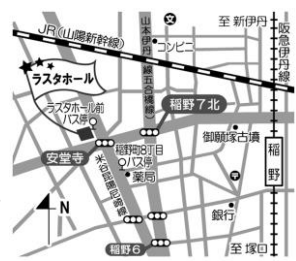 JR(山陽新幹線)
山本伊丹線(五合橋線)
文
コンビニ
至 新伊丹
阪急伊丹線
ラスタホール
ラスタホール前
バス停
稲野7北
御願塚古墳
稲野
安堂寺
稲野町8丁目
バス停
薬局
米谷昆陽尼崎線
N
銀行
稲野6
至 塚口